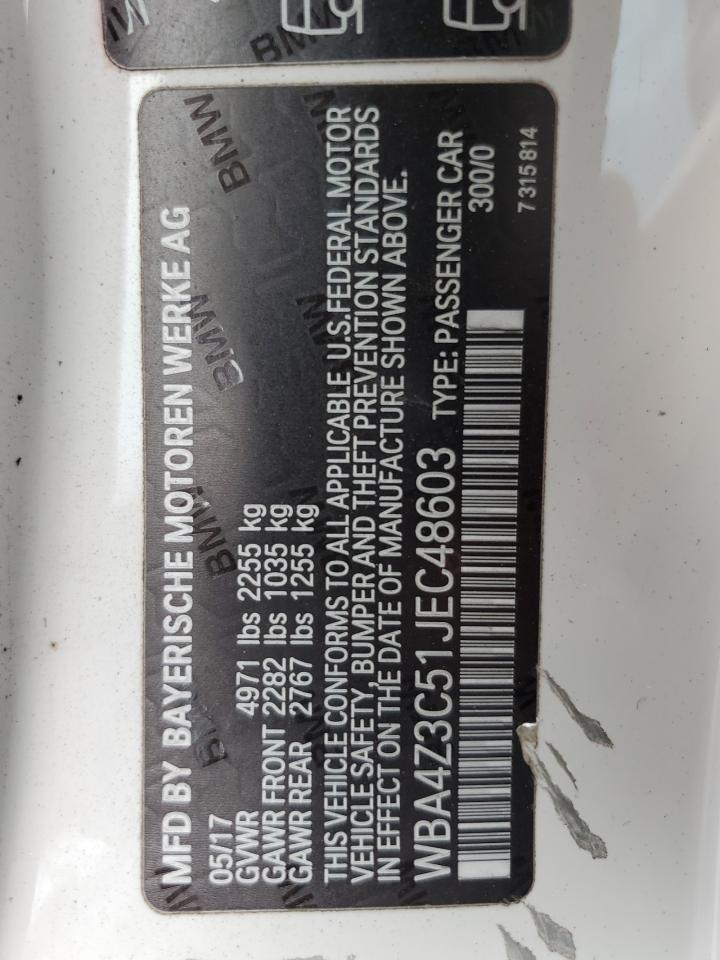 MFD BY BAYERISCHE MOTOREN WERKE AG
05/17
GVWR 4971 lbs 2255 kg
GAWR FRONT 2282 lbs 1035 kg
GAWR REAR 2767 lbs 1255 kg
THIS VEHICLE CONFORMS TO ALL APPLICABLE U.S.FEDERAL MOTOR
VEHICLE SAFETY, BUMPER AND THEFT PREVENTION STANDARDS
IN EFFECT ON THE DATE OF MANUFACTURE SHOWN ABOVE.
WBA4Z3C51JEC48603 TYPE: PASSENGER CAR
300/0
7 315 814
BMW
BMW
BMW
BMW